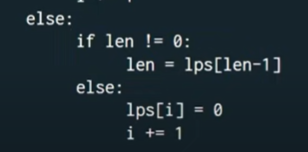 else:
if len != 0:
len = lps[len-1]
else:
lps[i] = 0
i += 1